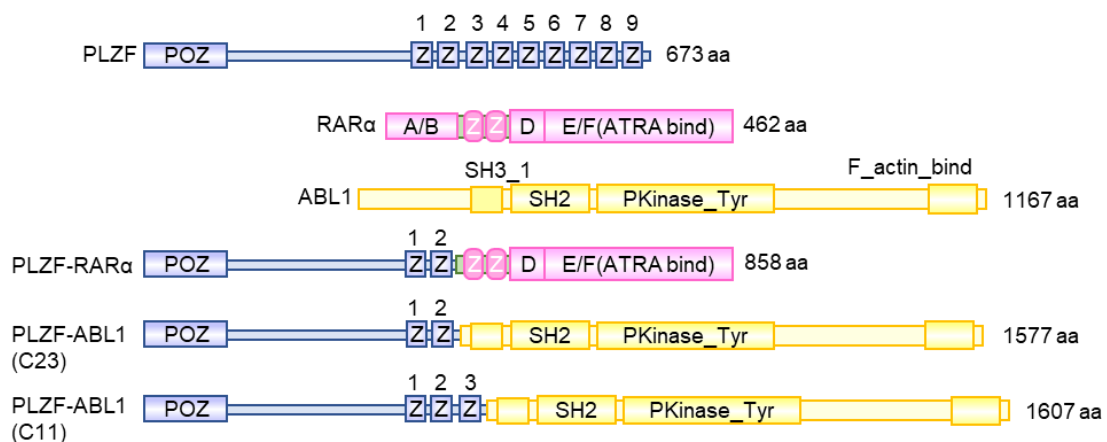 1 2 3 4 5 6 7 8 9
PLZF POZ Z Z Z Z Z Z Z Z Z 673 aa
RARα A/B Z Z D E/F(ATRA bind) 462 aa
SH3_1 F_actin_bind
ABL1 SH2 PKinase_Tyr 1167 aa
1 2
PLZF-RARα POZ Z Z Z Z D E/F(ATRA bind) 858 aa
1 2
PLZF-ABL1 POZ Z Z SH2 PKinase_Tyr 1577 aa
(C23)
1 2 3
PLZF-ABL1 POZ Z Z Z SH2 PKinase_Tyr 1607 aa
(C11)